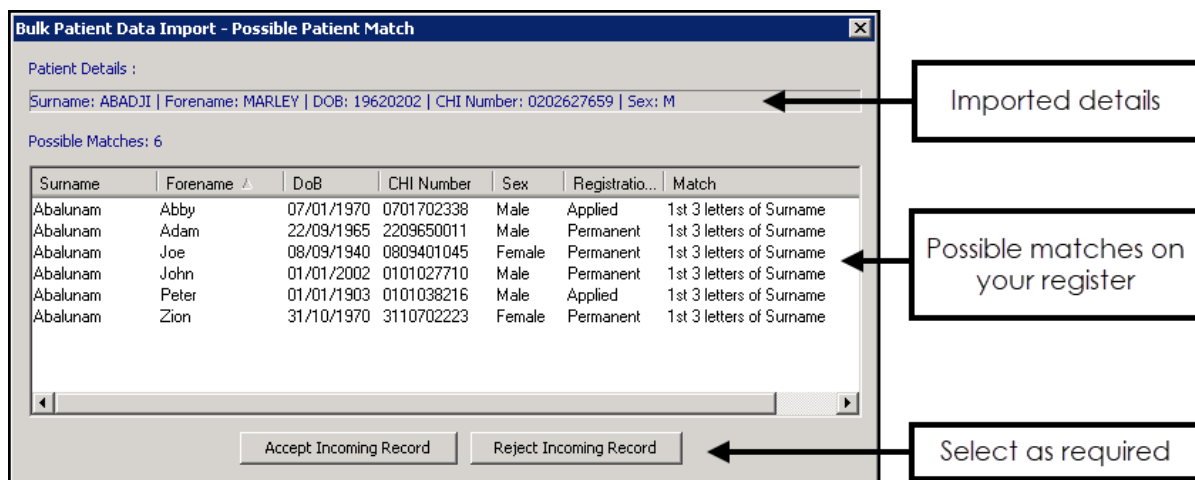 Bulk Patient Data Import - Possible Patient Match
Patient Details :
Surname: ABADJI | Forename: MARLEY | DOB: 19620202 | CHI Number: 0202627659 | Sex: M
Imported details
Possible Matches: 6
Surname Forename DoB CHI Number Sex Registratio... Match
Abalunam Abby 07/01/1970 0701702338 Male Applied 1st 3 letters of Surname
Abalunam Adam 22/09/1965 2209650011 Male Permanent 1st 3 letters of Surname
Abalunam Joe 08/09/1940 0809401045 Female Permanent 1st 3 letters of Surname
Abalunam John 01/01/2002 0101027710 Male Permanent 1st 3 letters of Surname
Abalunam Peter 01/01/1903 0101038216 Male Applied 1st 3 letters of Surname
Abalunam Zion 31/10/1970 3110702223 Female Permanent 1st 3 letters of Surname
Possible matches on
your register
Accept Incoming Record Reject Incoming Record
Select as required